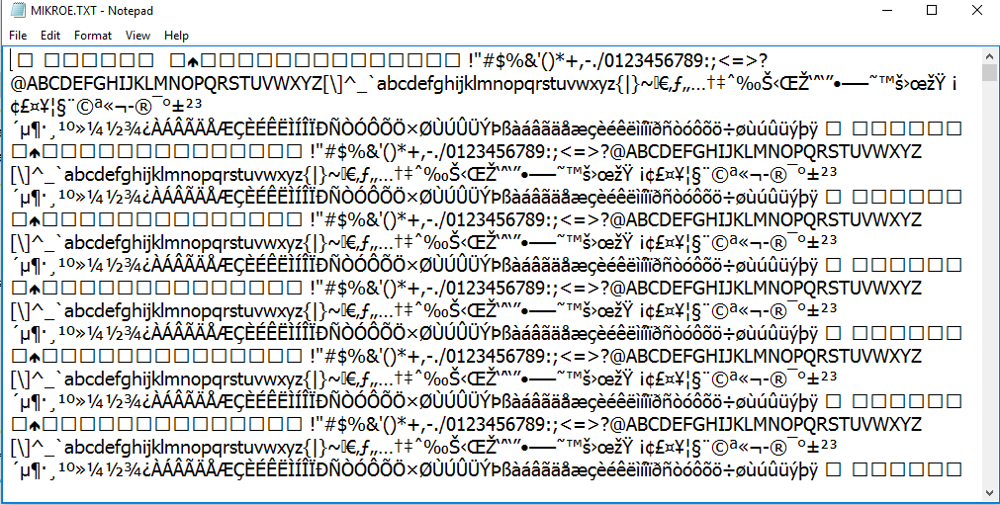 MIKROE.TXT - Notepad
File Edit Format View Help
□ □□□□□□ □♠□□□□□□□□□□□□□□ !"#$%&'()*+,-./0123456789:;<=>?
@ABCDEFGHIJKLMNOPQRSTUVWXYZ[\]^_`abcdefghijklmnopqrstuvwxyz{|}~▯€‚ƒ„…†‡ˆ‰Š‹ŒŽ‘’“”•–—˜™š›œžŸ ¡
¢£¤¥¦§¨©ª«¬-®¯°±²³
´µ¶·¸¹º»¼½¾¿ÀÁÂÃÄÅÆÇÈÉÊËÌÍÎÏÐÑÒÓÔÕÖ×ØÙÚÛÜÝÞßàáâãäåæçèéêëìíîïðñòóôõö÷øùúûüýþÿ □ □□□□□□
□♠□□□□□□□□□□□□□□ !"#$%&'()*+,-./0123456789:;<=>?@ABCDEFGHIJKLMNOPQRSTUVWXYZ
[\]^_`abcdefghijklmnopqrstuvwxyz{|}~▯€‚ƒ„…†‡ˆ‰Š‹ŒŽ‘’“”•–—˜™š›œžŸ ¡¢£¤¥¦§¨©ª«¬-®¯°±²³
´µ¶·¸¹º»¼½¾¿ÀÁÂÃÄÅÆÇÈÉÊËÌÍÎÏÐÑÒÓÔÕÖ×ØÙÚÛÜÝÞßàáâãäåæçèéêëìíîïðñòóôõö÷øùúûüýþÿ □ □□□□□□
□♠□□□□□□□□□□□□□□ !"#$%&'()*+,-./0123456789:;<=>?@ABCDEFGHIJKLMNOPQRSTUVWXYZ
[\]^_`abcdefghijklmnopqrstuvwxyz{|}~▯€‚ƒ„…†‡ˆ‰Š‹ŒŽ‘’“”•–—˜™š›œžŸ ¡¢£¤¥¦§¨©ª«¬-®¯°±²³
´µ¶·¸¹º»¼½¾¿ÀÁÂÃÄÅÆÇÈÉÊËÌÍÎÏÐÑÒÓÔÕÖ×ØÙÚÛÜÝÞßàáâãäåæçèéêëìíîïðñòóôõö÷øùúûüýþÿ □ □□□□□□
□♠□□□□□□□□□□□□□□ !"#$%&'()*+,-./0123456789:;<=>?@ABCDEFGHIJKLMNOPQRSTUVWXYZ
[\]^_`abcdefghijklmnopqrstuvwxyz{|}~▯€‚ƒ„…†‡ˆ‰Š‹ŒŽ‘’“”•–—˜™š›œžŸ ¡¢£¤¥¦§¨©ª«¬-®¯°±²³
´µ¶·¸¹º»¼½¾¿ÀÁÂÃÄÅÆÇÈÉÊËÌÍÎÏÐÑÒÓÔÕÖ×ØÙÚÛÜÝÞßàáâãäåæçèéêëìíîïðñòóôõö÷øùúûüýþÿ □ □□□□□□
□♠□□□□□□□□□□□□□□ !"#$%&'()*+,-./0123456789:;<=>?@ABCDEFGHIJKLMNOPQRSTUVWXYZ
[\]^_`abcdefghijklmnopqrstuvwxyz{|}~▯€‚ƒ„…†‡ˆ‰Š‹ŒŽ‘’“”•–—˜™š›œžŸ ¡¢£¤¥¦§¨©ª«¬-®¯°±²³
´µ¶·¸¹º»¼½¾¿ÀÁÂÃÄÅÆÇÈÉÊËÌÍÎÏÐÑÒÓÔÕÖ×ØÙÚÛÜÝÞßàáâãäåæçèéêëìíîïðñòóôõö÷øùúûüýþÿ □ □□□□□□
□♠□□□□□□□□□□□□□□ !"#$%&'()*+,-./0123456789:;<=>?@ABCDEFGHIJKLMNOPQRSTUVWXYZ
[\]^_`abcdefghijklmnopqrstuvwxyz{|}~▯€‚ƒ„…†‡ˆ‰Š‹ŒŽ‘’“”•–—˜™š›œžŸ ¡¢£¤¥¦§¨©ª«¬-®¯°±²³
´µ¶·¸¹º»¼½¾¿ÀÁÂÃÄÅÆÇÈÉÊËÌÍÎÏÐÑÒÓÔÕÖ×ØÙÚÛÜÝÞßàáâãäåæçèéêëìíîïðñòóôõö÷øùúûüýþÿ □ □□□□□□